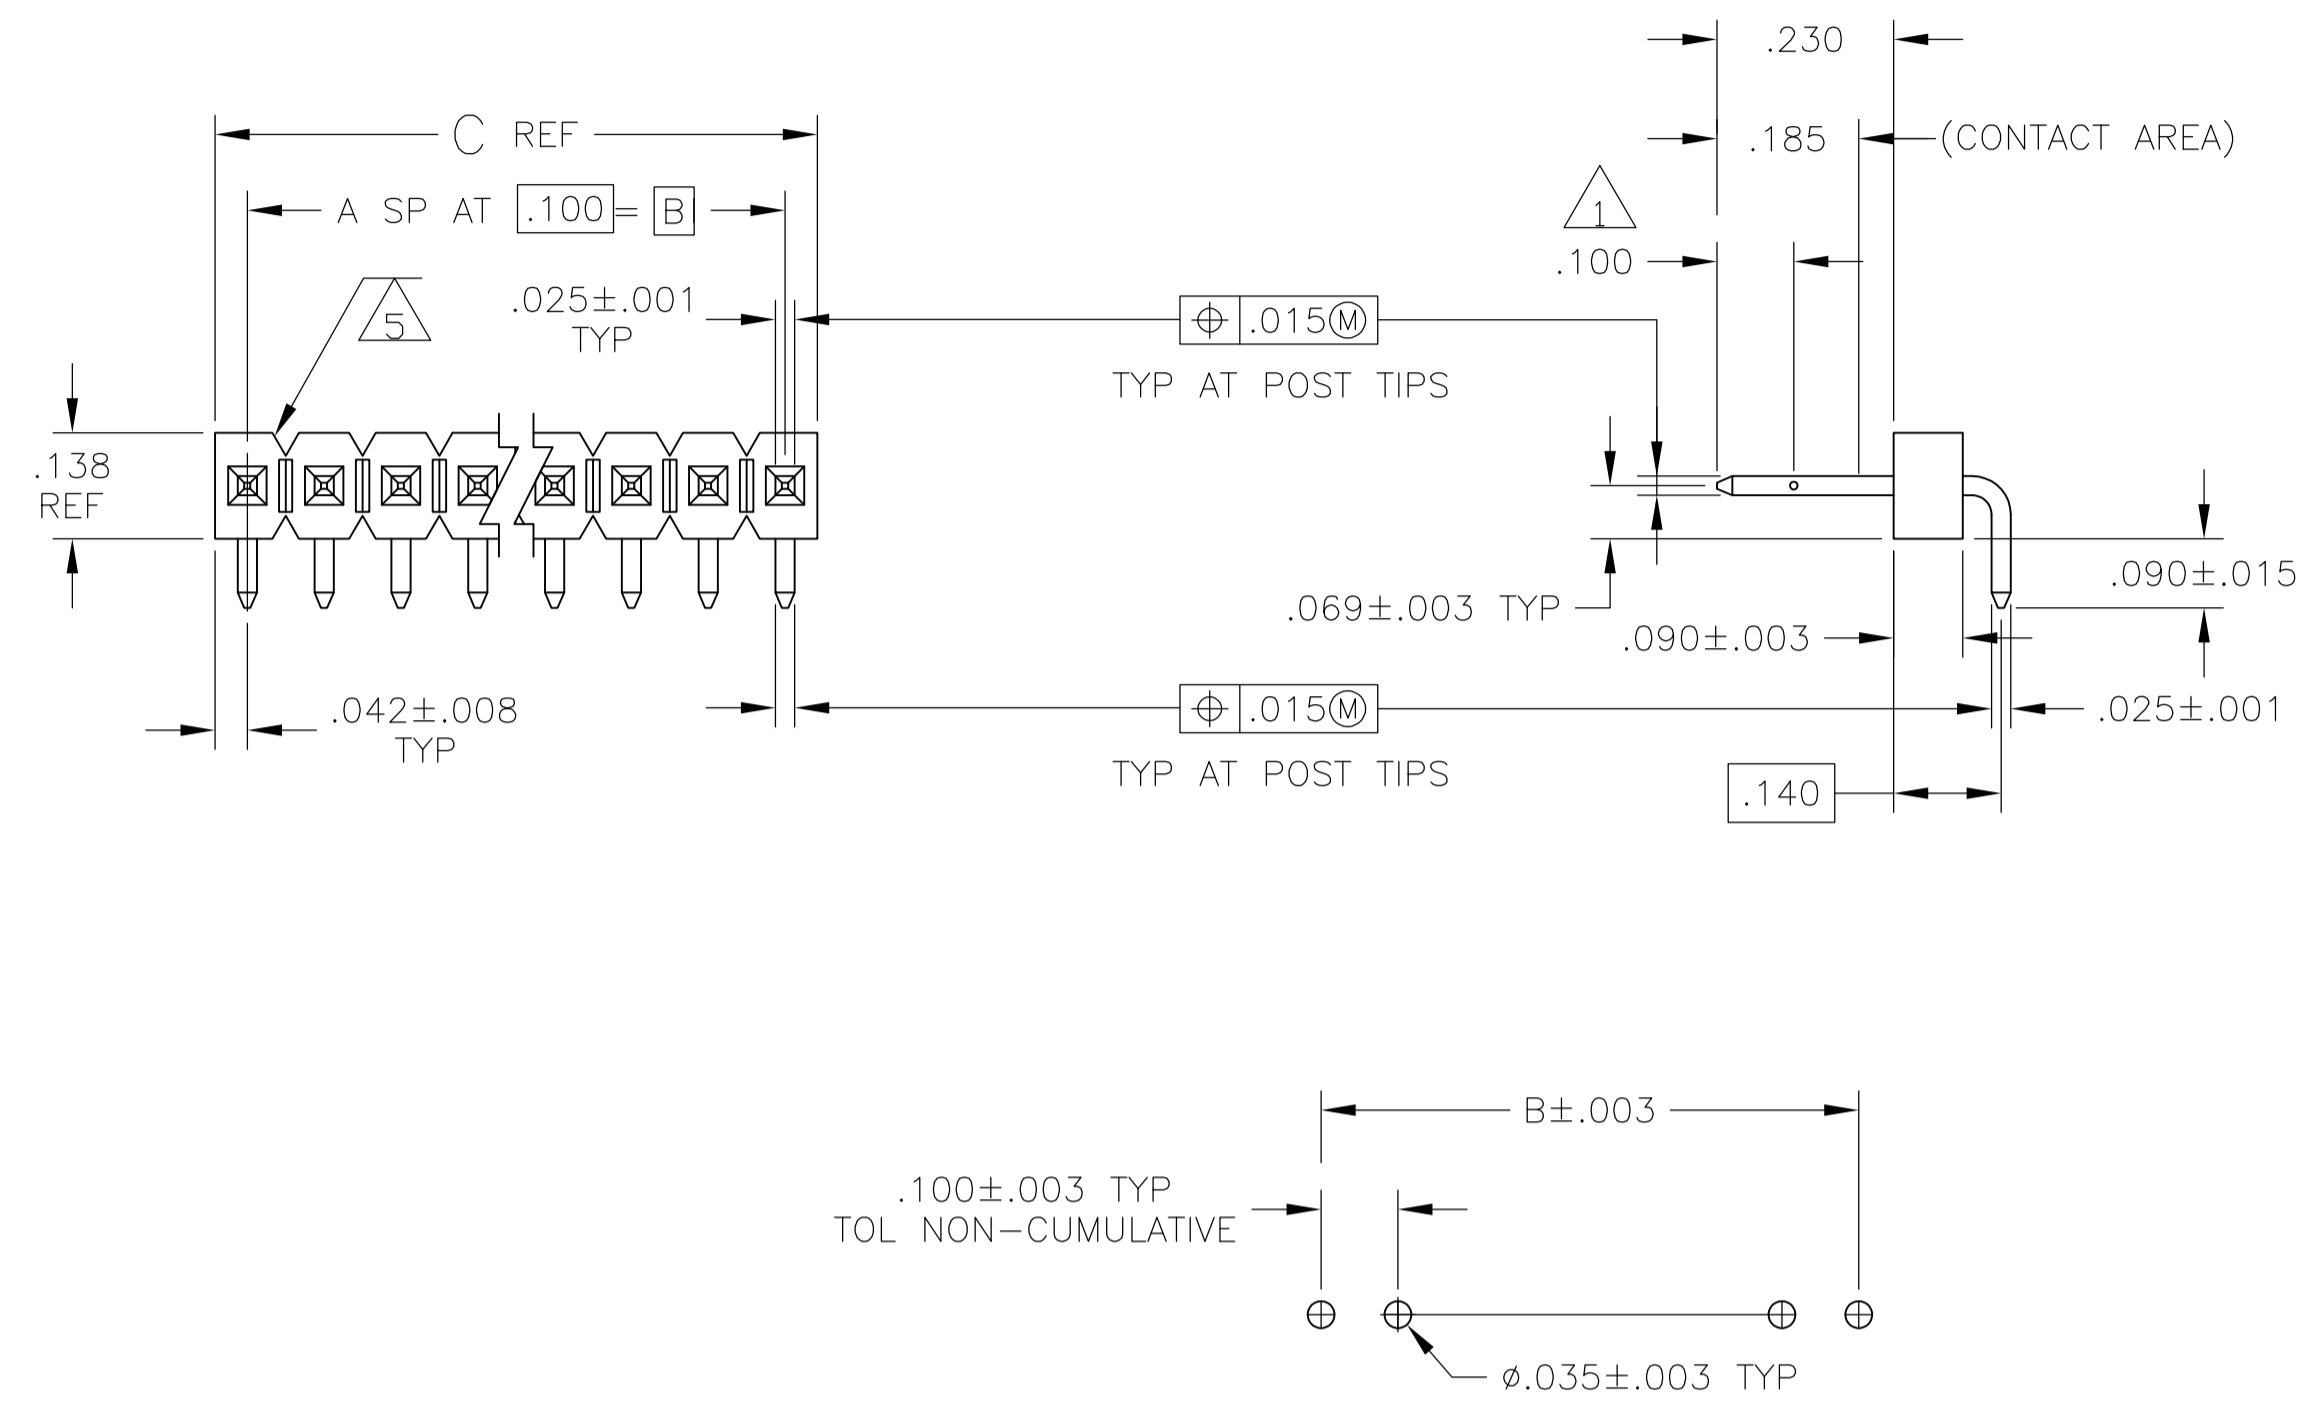 .230
C REF
.185 (CONTACT AREA)
A SP AT .100 = B
1
.100
5
.025±.001
TYP
⌖ .015Ⓜ
TYP AT POST TIPS
.138
REF
.090±.015
.069±.003 TYP
.090±.003
.042±.008
TYP
⌖ .015Ⓜ
TYP AT POST TIPS
.025±.001
.140
B±.003
.100±.003 TYP
TOL NON-CUMULATIVE
ø.035±.003 TYP